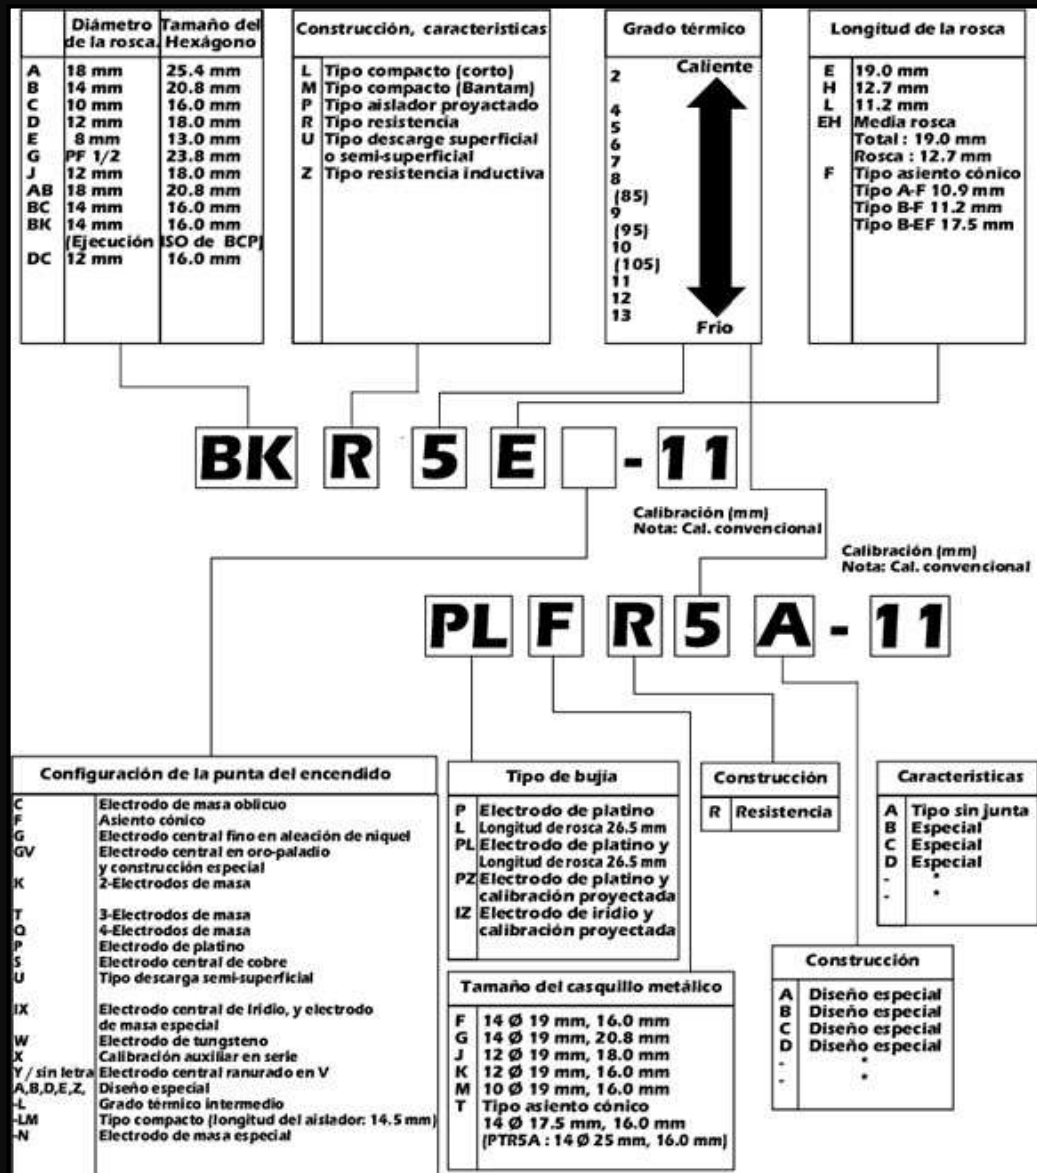 Diámetro de la rosca. Tamaño del Hexágono
A 18 mm 25.4 mm
B 14 mm 20.8 mm
C 10 mm 16.0 mm
D 12 mm 18.0 mm
E 8 mm 13.0 mm
G PF 1/2 23.8 mm
J 12 mm 18.0 mm
AB 18 mm 20.8 mm
BC 14 mm 16.0 mm
BK 14 mm 16.0 mm
(Ejecución ISO de BCP)
DC 12 mm 16.0 mm
Construcción, caracteristicas
L Tipo compacto (corto)
M Tipo compacto (Bantam)
P Tipo aislador proyactado
R Tipo resistencia
U Tipo descarge superficial
o semi-superficial
Z Tipo resistencia inductiva
Grado térmico
Caliente
2
4
5
6
7
8
(85)
9
(95)
10
(105)
11
12
13
Frio
Longitud de la rosca
E 19.0 mm
H 12.7 mm
L 11.2 mm
EH Media rosca
Total : 19.0 mm
Rosca : 12.7 mm
F Tipo asiento cónico
Tipo A-F 10.9 mm
Tipo B-F 11.2 mm
Tipo B-EF 17.5 mm
BK R 5 E - 11
Calibración (mm)
Nota: Cal. convencional
Calibración (mm)
Nota: Cal. convencional
PL F R 5 A - 11
Configuración de la punta del encendido
C Electrodo de masa oblicuo
F Asiento cónico
G Electrodo central fino en aleación de niquel
GV Electrodo central en oro-paladio
y construcción especial
K 2-Electrodos de masa
T 3-Electrodos de masa
Q 4-Electrodos de masa
P Electrodo de platino
S Electrodo central de cobre
U Tipo descarga semi-superficial
IX Electrodo central de Iridio, y electrodo
de masa especial
W Electrodo de tungsteno
X Calibración auxiliar en serie
Y / sin letra Electrodo central ranurado en V
A,B,D,E,Z, Diseño especial
-L Grado térmico intermedio
-LM Tipo compacto (longitud del aislador: 14.5 mm)
-N Electrodo de masa especial
Tipo de bujía
P Electrodo de platino
L Longitud de rosca 26.5 mm
PL Electrodo de platino y
Longitud de rosca 26.5 mm
PZ Electrodo de platino y
calibración proyectada
IZ Electrodo de iridio y
calibración proyectada
Construcción
R Resistencia
Caracteristicas
A Tipo sin junta
B Especial
C Especial
D Especial
- "
- "
Tamaño del casquillo metálico
F 14 Ø 19 mm, 16.0 mm
G 14 Ø 19 mm, 20.8 mm
J 12 Ø 19 mm, 18.0 mm
K 12 Ø 19 mm, 16.0 mm
M 10 Ø 19 mm, 16.0 mm
T Tipo asiento cónico
14 Ø 17.5 mm, 16.0 mm
(PTR5A : 14 Ø 25 mm, 16.0 mm)
Construcción
A Diseño especial
B Diseño especial
C Diseño especial
D Diseño especial
- "
- "